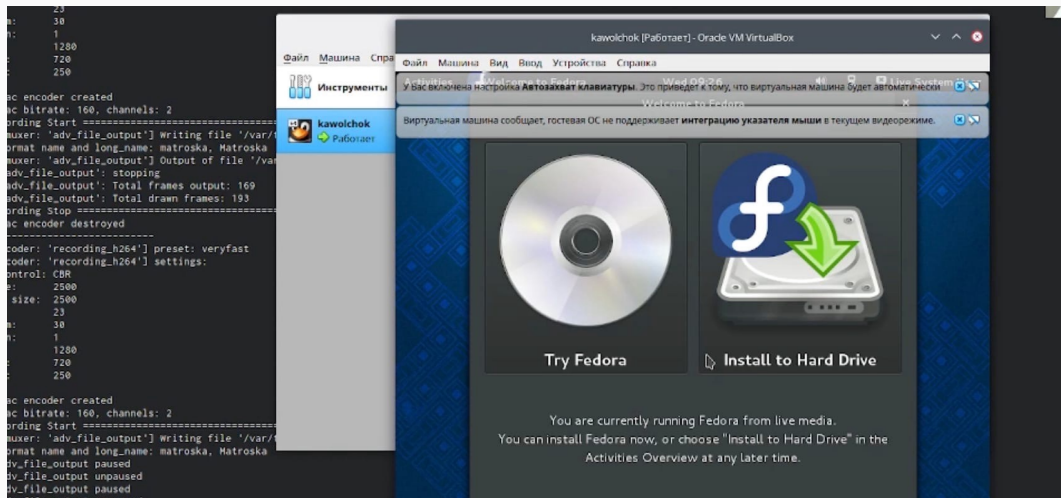 23
30
1
1280
720
250
ac encoder created
ac bitrate: 160, channels: 2
ording Start ==================================
muxer: 'adv_file_output'] Writing file '/var/
ormat name and long_name: matroska, Matroska
muxer: 'adv_file_output'] Output of file '/va
adv_file_output': stopping
adv_file_output': Total frames output: 169
adv_file_output': Total drawn frames: 193
ording Stop ===================================
ac encoder destroyed
---------------------------
coder: 'recording_h264'] preset: veryfast
coder: 'recording_h264'] settings:
ontrol: CBR
2500
size: 2500
23
30
1
1280
720
250
ac encoder created
ac bitrate: 160, channels: 2
ording Start ==================================
muxer: 'adv_file_output'] Writing file '/var/
ormat name and long_name: matroska, Matroska
dv_file_output paused
dv_file_output unpaused
dv_file_output paused
Файл Машина Спра
Инструменты
kawolchok
Работает
kawolchok [Работает] - Oracle VM VirtualBox
Файл Машина Вид Ввод Устройства Справка
Activities Welcome to Fedora Wed 09:26 Live System
У Вас включена настройка Автозахват клавиатуры. Это приведет к тому, что виртуальная машина будет автоматически
Welcome to Fedora
Виртуальная машина сообщает, гостевая ОС не поддерживает интеграцию указателя мыши в текущем видеорежиме.
Try Fedora
Install to Hard Drive
You are currently running Fedora from live media.
You can install Fedora now, or choose "Install to Hard Drive" in the
Activities Overview at any later time.